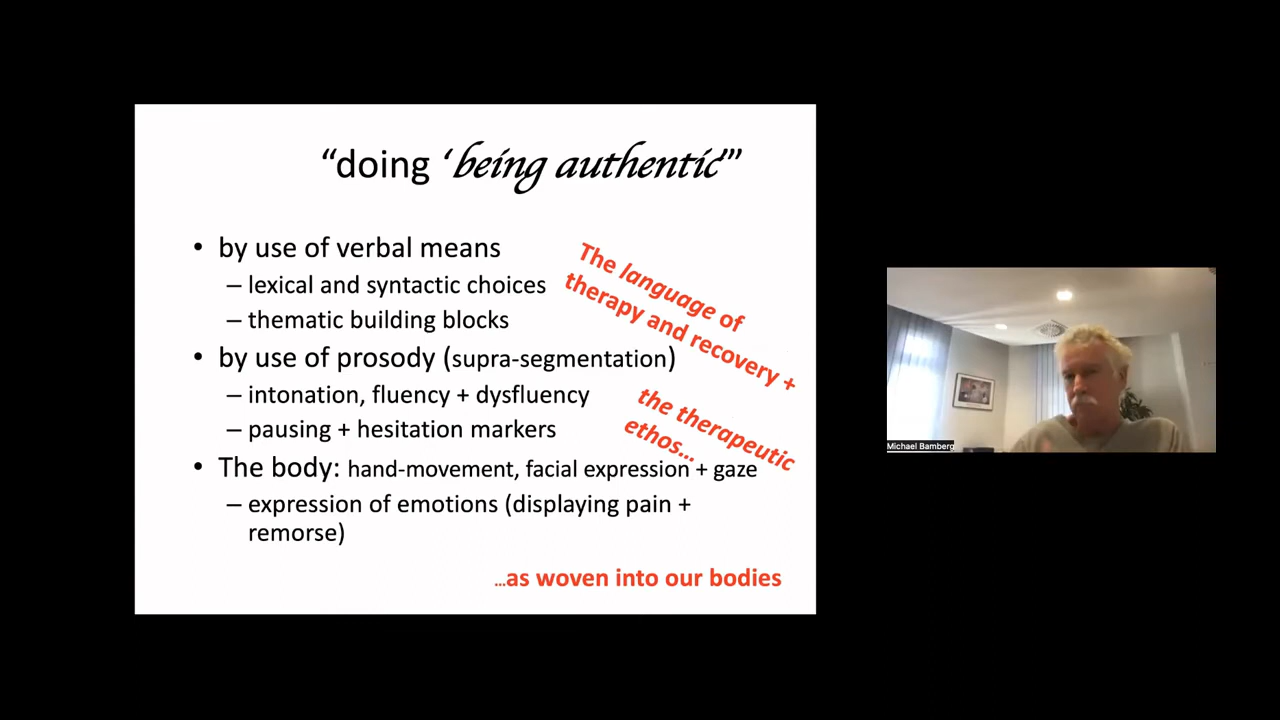 “doing ‘being authentic’”
• by use of verbal means
– lexical and syntactic choices
– thematic building blocks
• by use of prosody (supra-segmentation)
– intonation, fluency + dysfluency
– pausing + hesitation markers
• The body: hand-movement, facial expression + gaze
– expression of emotions (displaying pain +
remorse)
The language of
therapy and recovery +
the therapeutic
ethos…
…as woven into our bodies
Michael Bamberg